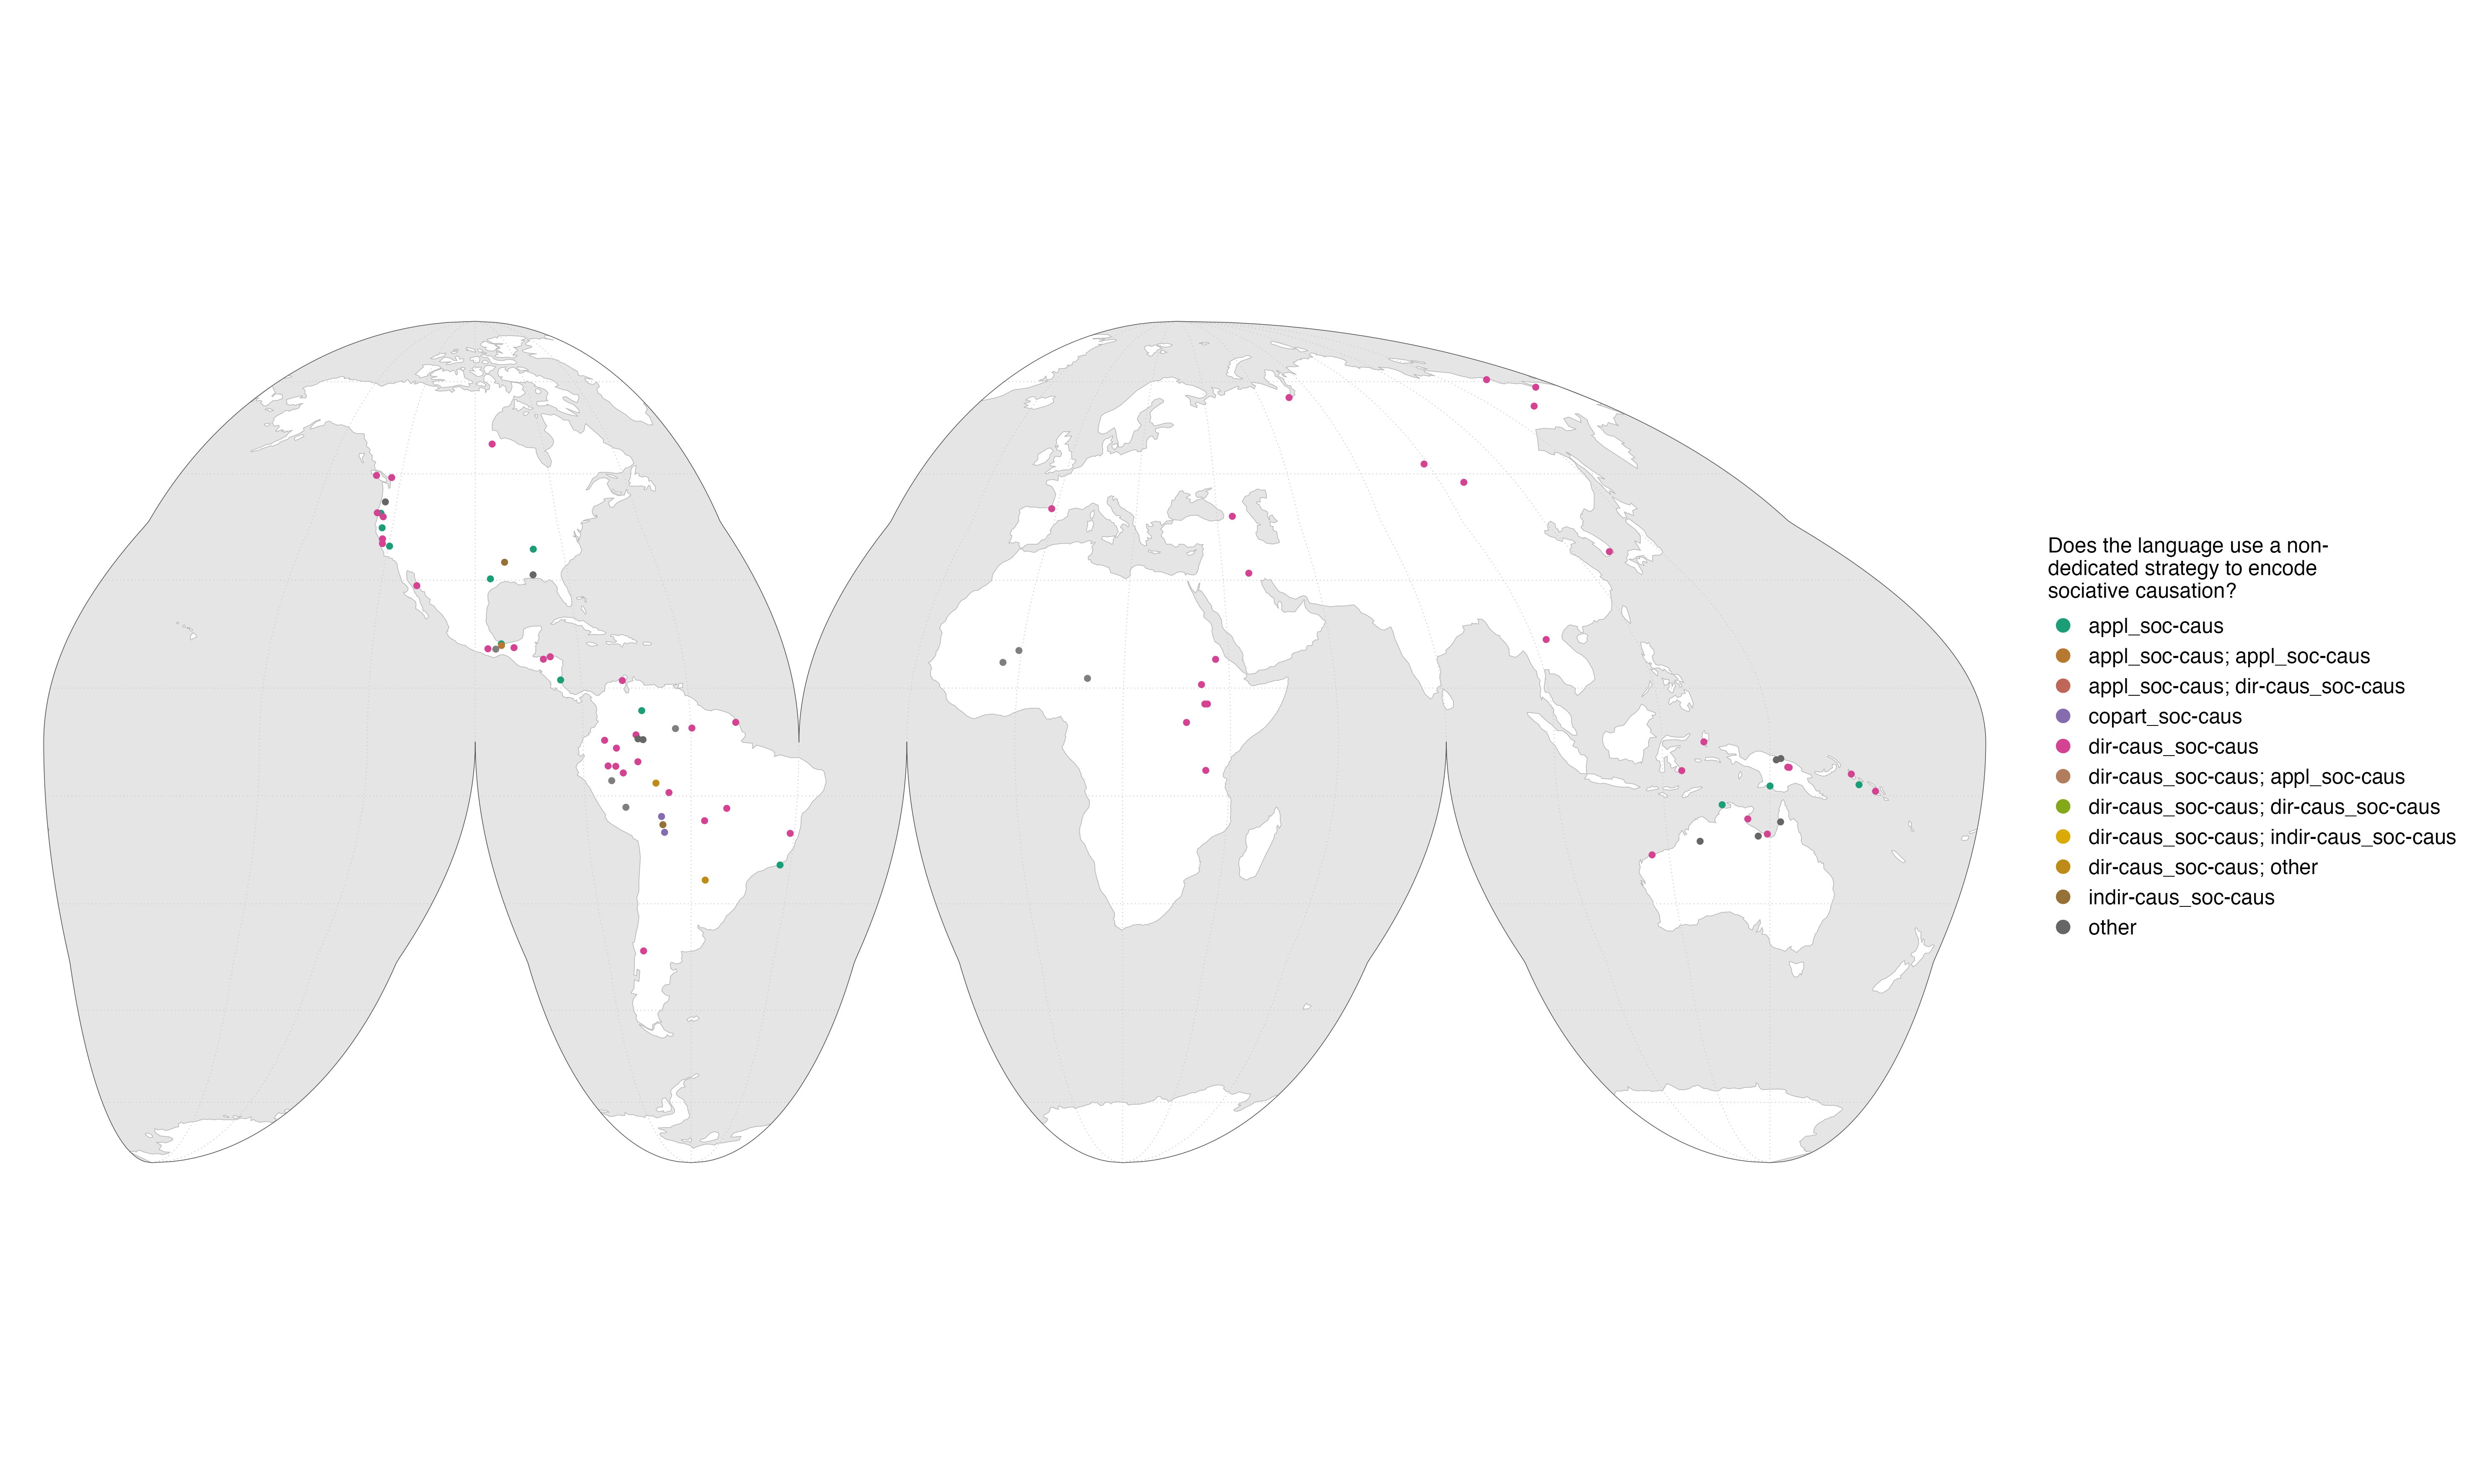 Does the language use a non-
dedicated strategy to encode
sociative causation?
appl_soc-caus
appl_soc-caus; appl_soc-caus
appl_soc-caus; dir-caus_soc-caus
copart_soc-caus
dir-caus_soc-caus
dir-caus_soc-caus; appl_soc-caus
dir-caus_soc-caus; dir-caus_soc-caus
dir-caus_soc-caus; indir-caus_soc-caus
dir-caus_soc-caus; other
indir-caus_soc-caus
other